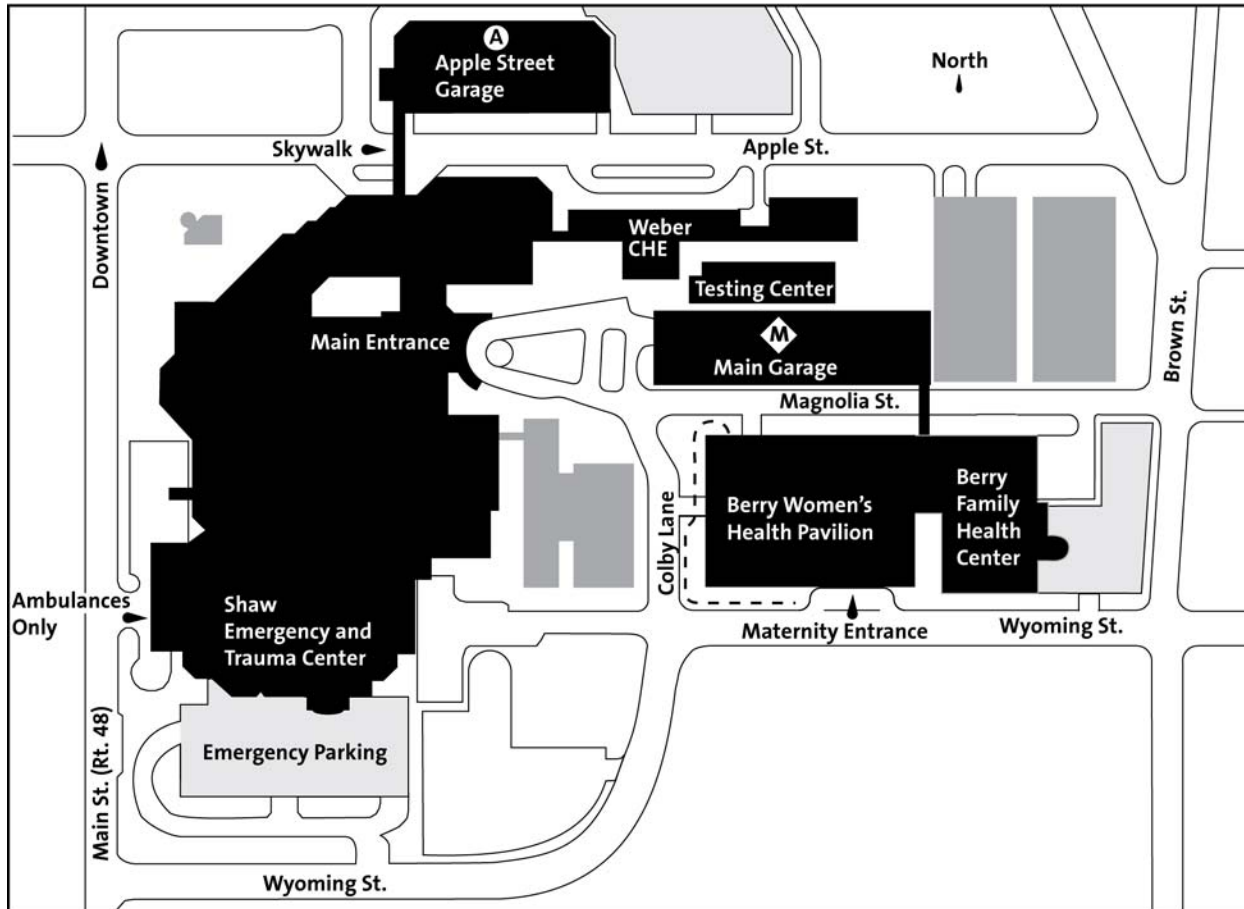 A
Apple Street
Garage
North
Skywalk
Apple St.
Downtown
Weber
CHE
Testing Center
Main Entrance
M
Main Garage
Brown St.
Magnolia St.
Berry Women's
Health Pavilion
Berry
Family
Health
Center
Colby Lane
Ambulances
Only
Shaw
Emergency and
Trauma Center
Maternity Entrance
Wyoming St.
Main St. (Rt. 48)
Emergency Parking
Wyoming St.